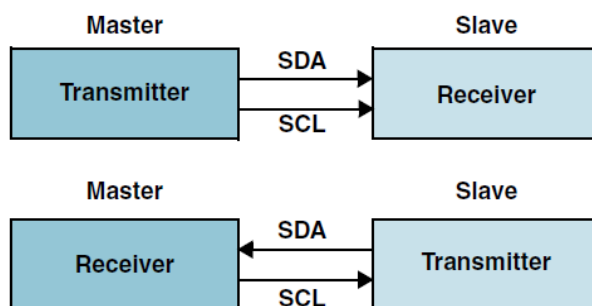 Master Slave
SDA
Transmitter Receiver
SCL
Master Slave
SDA
Receiver Transmitter
SCL